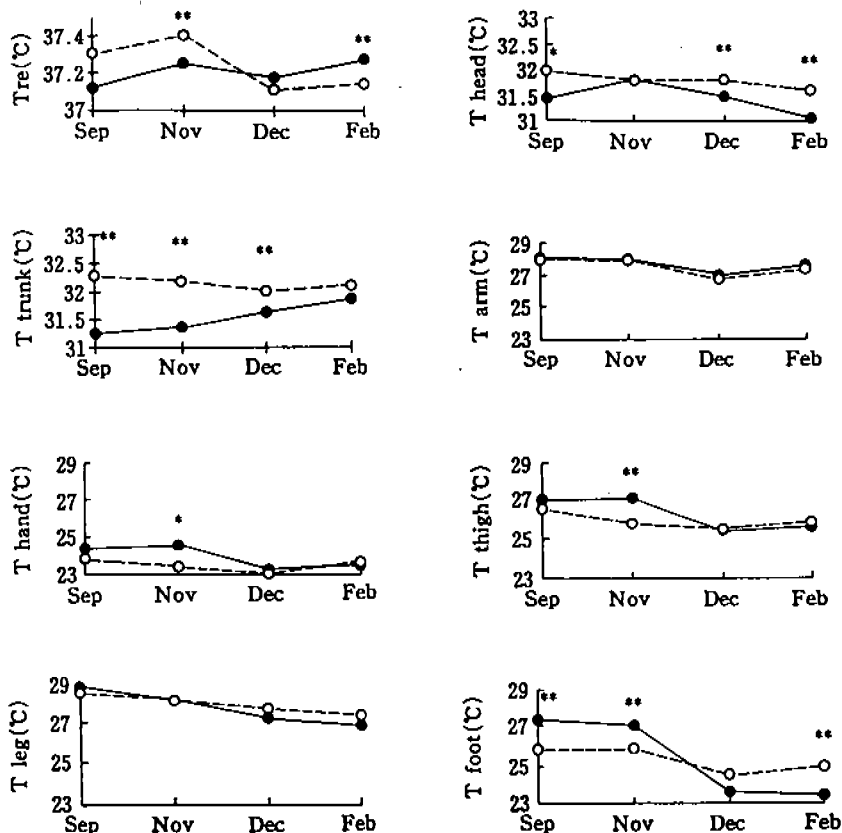 Tre(℃)
37.4
37.2
37
**
**
Sep Nov Dec Feb
T head(℃)
33
32.5
32
31.5
31
*
**
**
Sep Nov Dec Feb
T trunk(℃)
33
32.5
32
31.5
31
**
**
**
Sep Nov Dec Feb
T arm(℃)
29
27
25
23
Sep Nov Dec Feb
T hand(℃)
29
27
25
23
*
Sep Nov Dec Feb
T thigh(℃)
29
27
25
23
**
Sep Nov Dec Feb
T leg(℃)
29
27
25
23
Sep Nov Dec Feb
T foot(℃)
29
27
25
23
**
**
**
Sep Nov Dec Feb